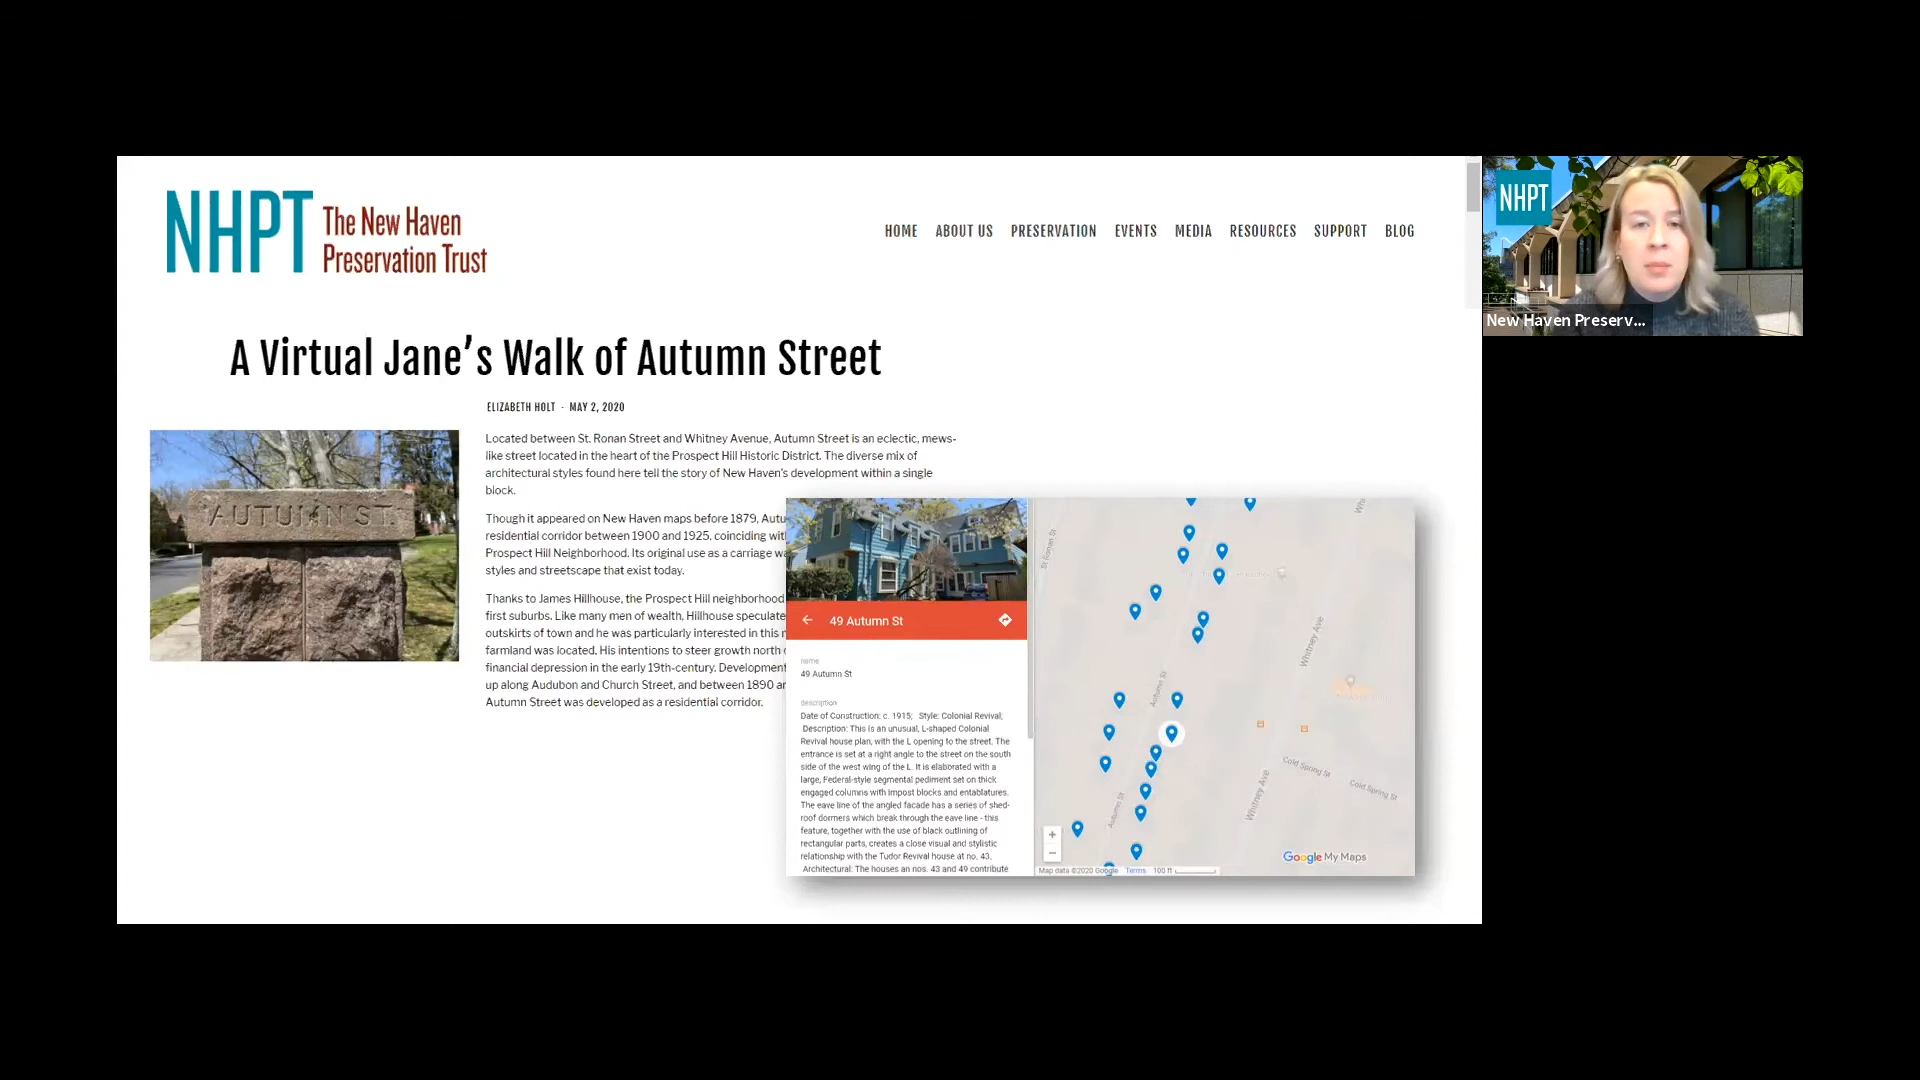 NHPT The New Haven
Preservation Trust
HOME ABOUT US PRESERVATION EVENTS MEDIA RESOURCES SUPPORT BLOG
NHPT
New Haven Preserv...
A Virtual Jane’s Walk of Autumn Street
ELIZABETH HOLT · MAY 2, 2020
AUTUMN ST.
Located between St. Ronan Street and Whitney Avenue, Autumn Street is an eclectic, mews-
like street located in the heart of the Prospect Hill Historic District. The diverse mix of
architectural styles found here tell the story of New Haven's development within a single
block.
Though it appeared on New Haven maps before 1879, Autu
residential corridor between 1900 and 1925, coinciding wit
Prospect Hill Neighborhood. Its original use as a carriage wa
styles and streetscape that exist today.
Thanks to James Hillhouse, the Prospect Hill neighborhood
first suburbs. Like many men of wealth, Hillhouse speculate
outskirts of town and he was particularly interested in this
farmland was located. His intentions to steer growth north
financial depression in the early 19th-century. Development
up along Audubon and Church Street, and between 1890 ar
Autumn Street was developed as a residential corridor.
49 Autumn St
name
49 Autumn St
description
Date of Construction: c. 1915; Style: Colonial Revival;
Description: This is an unusual, L-shaped Colonial
Revival house plan, with the L opening to the street. The
entrance is set at a right angle to the street on the south
side of the west wing of the L. It is elaborated with a
large, Federal-style segmental pediment set on thick
engaged columns with impost blocks and entablatures.
The eave line of the angled facade has a series of shed-
roof dormers which break through the eave line - this
feature, together with the use of black outlining of
rectangular parts, creates a close visual and stylistic
relationship with the Tudor Revival house at no. 43.
Architectural: The houses an nos. 43 and 49 contribute
St Ronan St
Whi
Whitney Ave
Autumn St
Cold Spring St
Cold Spring St
Whitney Ave
Autumn St
Google My Maps
Map data ©2020 Google Terms 100 ft